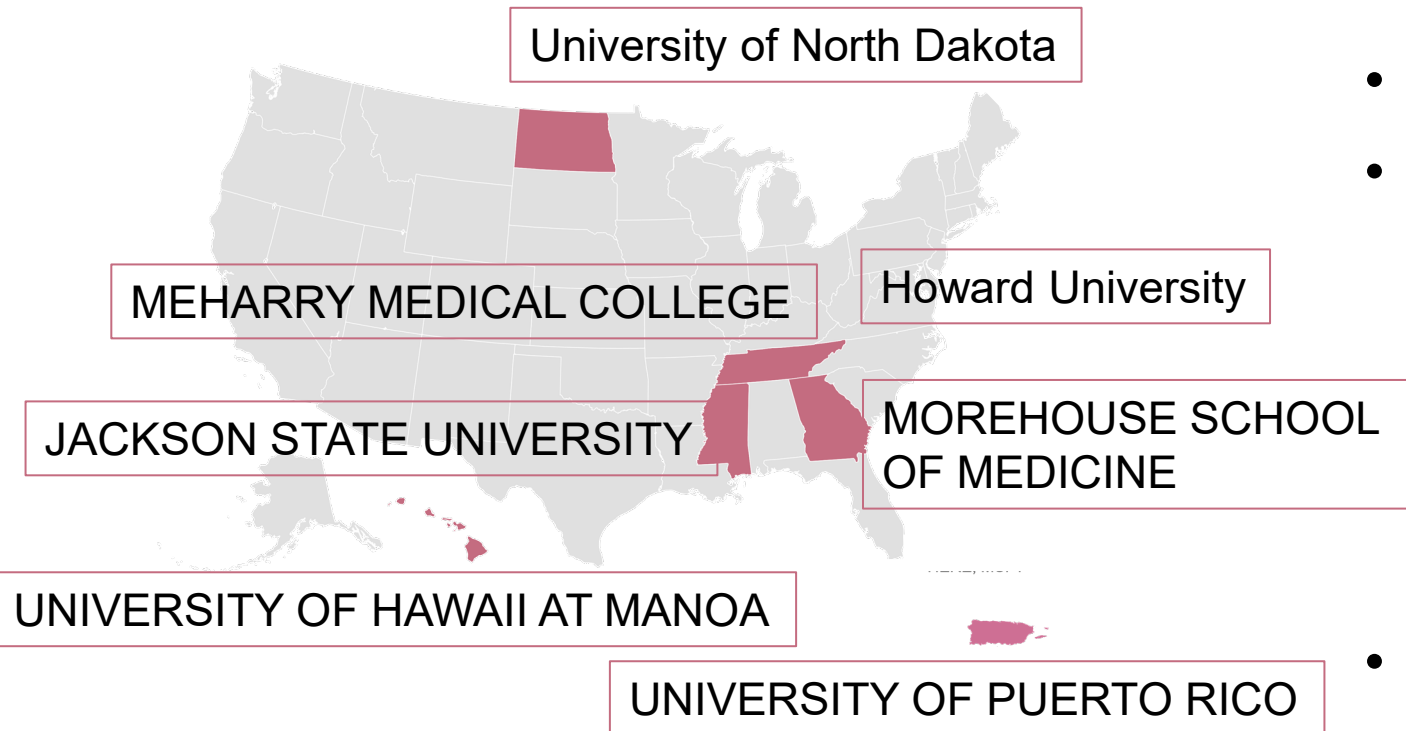 University of North Dakota
MEHARRY MEDICAL COLLEGE
Howard University
JACKSON STATE UNIVERSITY
MOREHOUSE SCHOOL
OF MEDICINE
UNIVERSITY OF HAWAII AT MANOA
UNIVERSITY OF PUERTO RICO